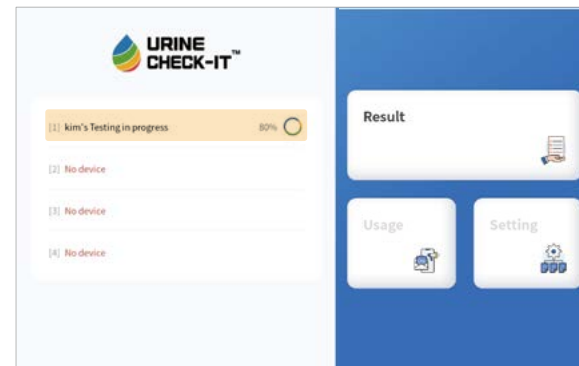 URINE
CHECK-IT™
[1] kim's Testing in progress 80%
[2] No device
[3] No device
[4] No device
Result
Usage
Setting